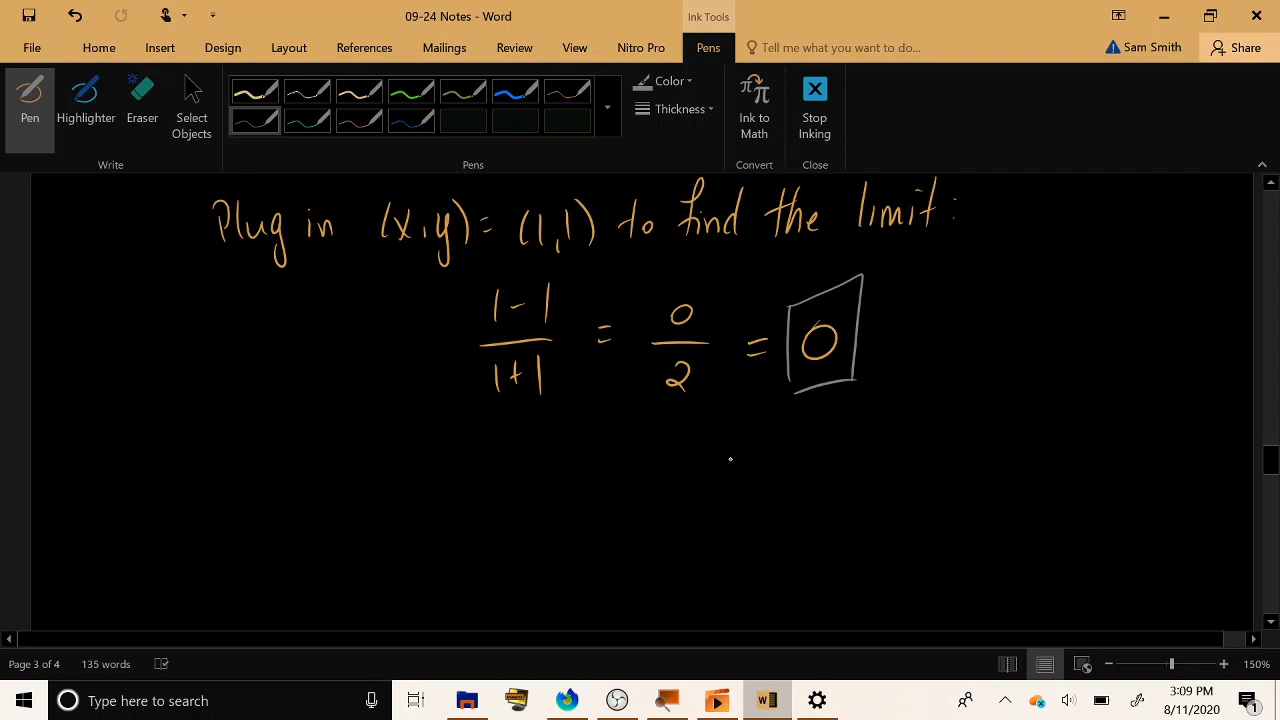 09-24 Notes - Word
Ink Tools
File Home Insert Design Layout References Mailings Review View Nitro Pro Pens Tell me what you want to do... Sam Smith Share
Pen Highlighter Eraser Select Objects
Color
Thickness
Ink to Math
Stop Inking
Write Pens Convert Close
Plug in (x,y) = (1,1) to find the limit:
1-1 / 1+1 = 0 / 2 = 0
Page 3 of 4 135 words 150%
Type here to search
3:09 PM
8/11/2020
1